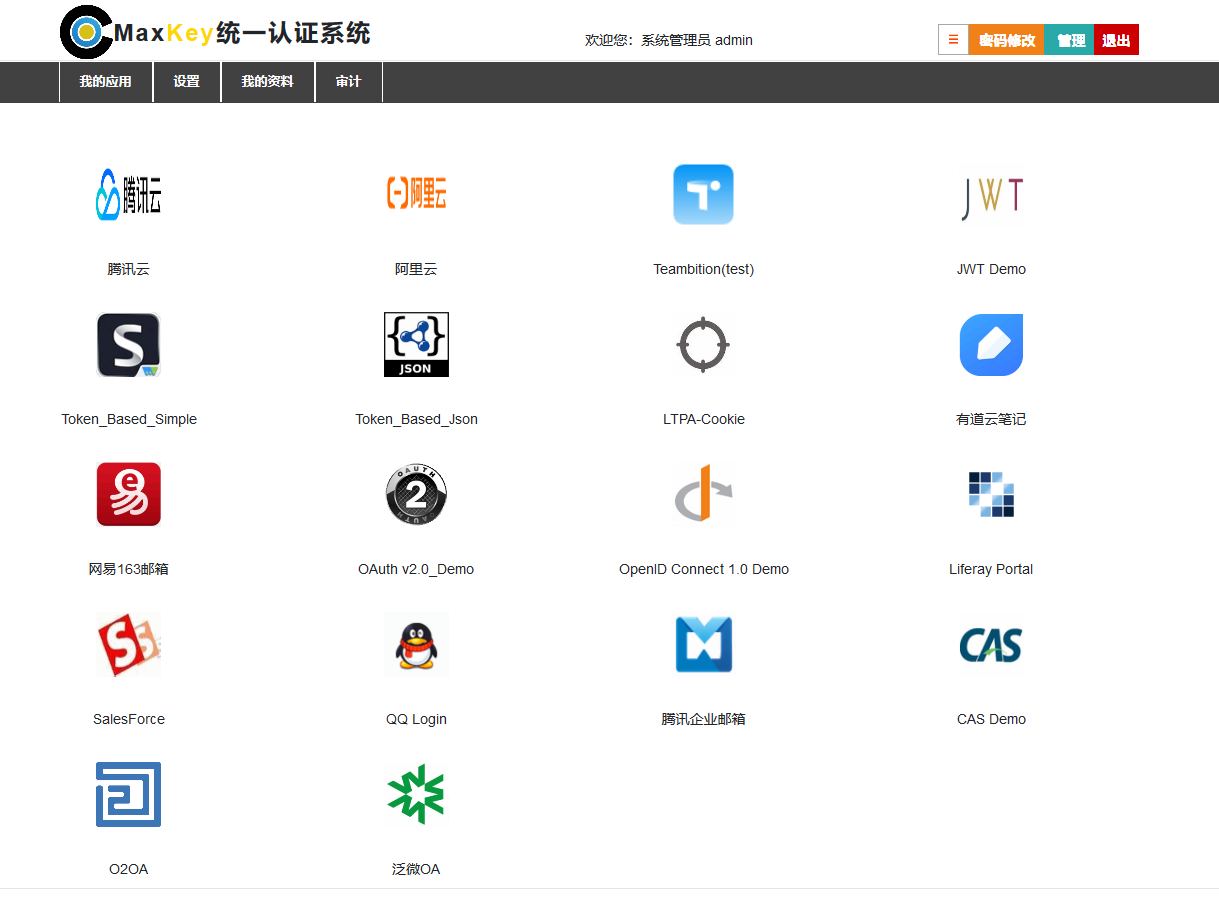 MaxKey统一认证系统
欢迎您：系统管理员 admin
☰ 密码修改 管理 退出
我的应用 设置 我的资料 审计
腾讯云 阿里云 JWT
腾讯云 阿里云 Teambition(test) JWT Demo
S {} JSON
Token_Based_Simple Token_Based_Json LTPA-Cookie 有道云笔记
e易 OAUTH 2 OAUTH
网易163邮箱 OAuth v2.0_Demo OpenID Connect 1.0 Demo Liferay Portal
S S CAS
SalesForce QQ Login 腾讯企业邮箱 CAS Demo
O2OA 泛微OA